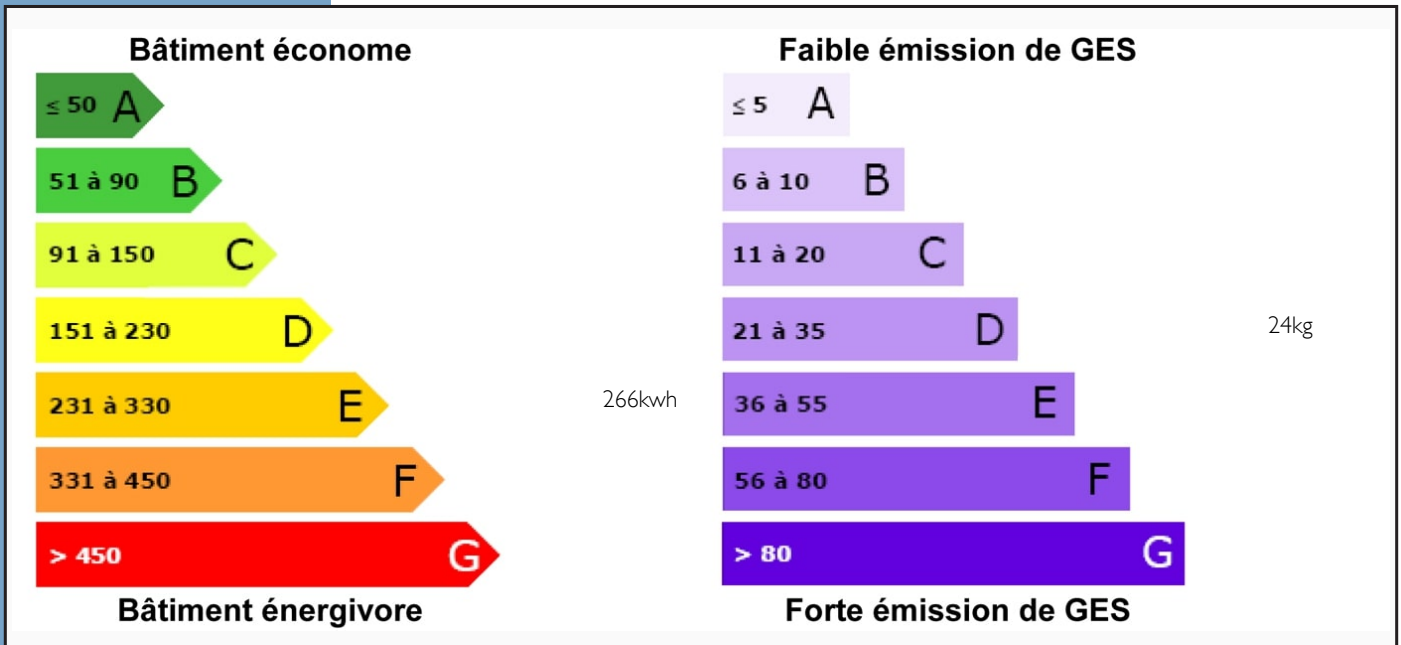 Bâtiment économe
≤ 50 A
51 à 90 B
91 à 150 C
151 à 230 D
231 à 330 E
266kwh
331 à 450 F
> 450 G
Bâtiment énergivore
Faible émission de GES
≤ 5 A
6 à 10 B
11 à 20 C
21 à 35 D
24kg
36 à 55 E
56 à 80 F
> 80 G
Forte émission de GES